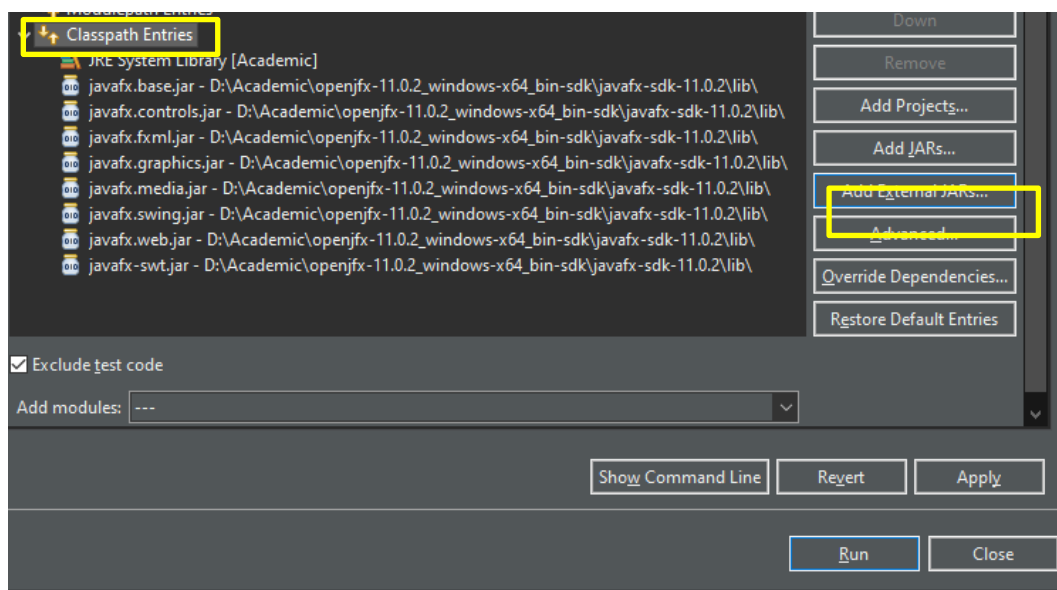 Modulepath Entries
Classpath Entries
JRE System Library [Academic]
javafx.base.jar - D:\Academic\openjfx-11.0.2_windows-x64_bin-sdk\javafx-sdk-11.0.2\lib\
javafx.controls.jar - D:\Academic\openjfx-11.0.2_windows-x64_bin-sdk\javafx-sdk-11.0.2\lib\
javafx.fxml.jar - D:\Academic\openjfx-11.0.2_windows-x64_bin-sdk\javafx-sdk-11.0.2\lib\
javafx.graphics.jar - D:\Academic\openjfx-11.0.2_windows-x64_bin-sdk\javafx-sdk-11.0.2\lib\
javafx.media.jar - D:\Academic\openjfx-11.0.2_windows-x64_bin-sdk\javafx-sdk-11.0.2\lib\
javafx.swing.jar - D:\Academic\openjfx-11.0.2_windows-x64_bin-sdk\javafx-sdk-11.0.2\lib\
javafx.web.jar - D:\Academic\openjfx-11.0.2_windows-x64_bin-sdk\javafx-sdk-11.0.2\lib\
javafx-swt.jar - D:\Academic\openjfx-11.0.2_windows-x64_bin-sdk\javafx-sdk-11.0.2\lib\
Down
Remove
Add Projects...
Add JARs...
Add External JARs...
Advanced...
Override Dependencies...
Restore Default Entries
Exclude test code
Add modules: ---
Show Command Line
Revert
Apply
Run
Close